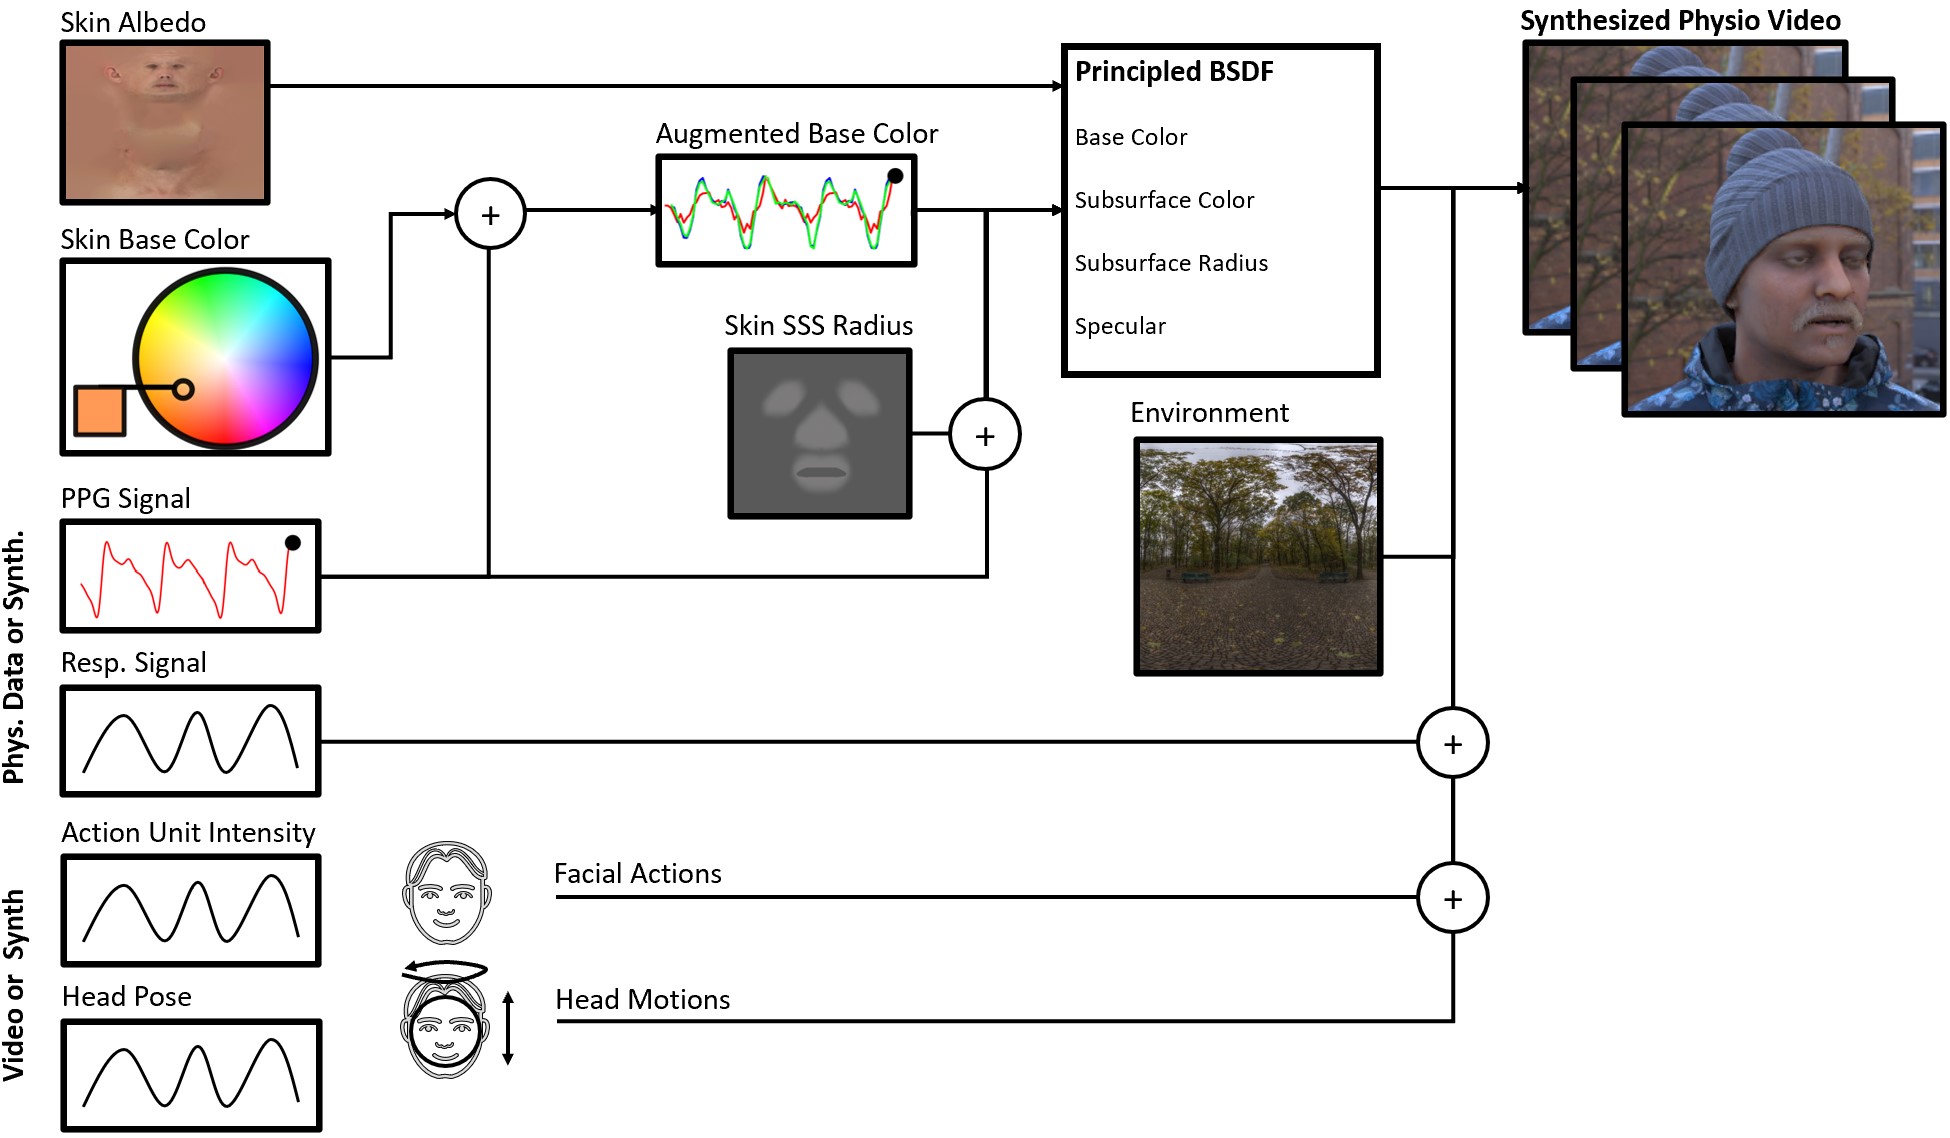 Skin Albedo
Synthesized Physio Video
Principled BSDF
Base Color
Subsurface Color
Subsurface Radius
Specular
Augmented Base Color
+
Skin Base Color
Skin SSS Radius
+
Environment
PPG Signal
Phys. Data or Synth.
Resp. Signal
+
Action Unit Intensity
Facial Actions
+
Video or Synth
Head Pose
Head Motions